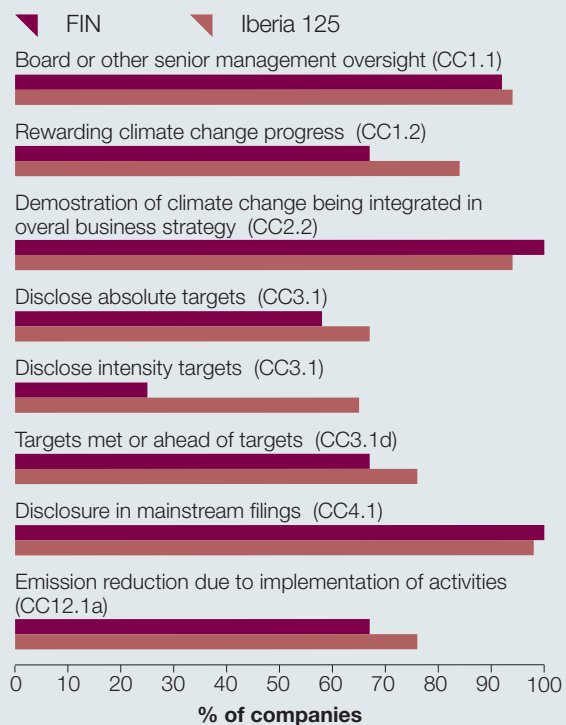 FIN Iberia 125
Board or other senior management oversight (CC1.1)
Rewarding climate change progress (CC1.2)
Demostration of climate change being integrated in
overal business strategy (CC2.2)
Disclose absolute targets (CC3.1)
Disclose intensity targets (CC3.1)
Targets met or ahead of targets (CC3.1d)
Disclosure in mainstream filings (CC4.1)
Emission reduction due to implementation of activities
(CC12.1a)
0 10 20 30 40 50 60 70 80 90 100
% of companies